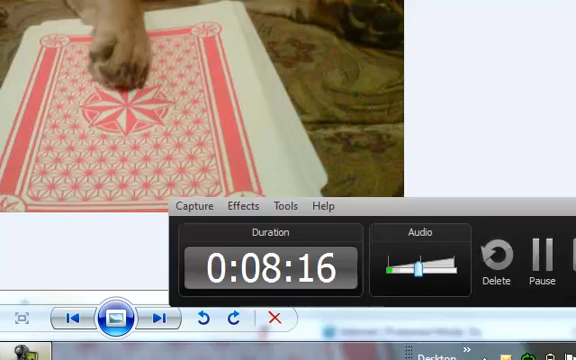 Capture Effects Tools Help
Duration Audio
0:08:16
Delete Pause
Desktop »